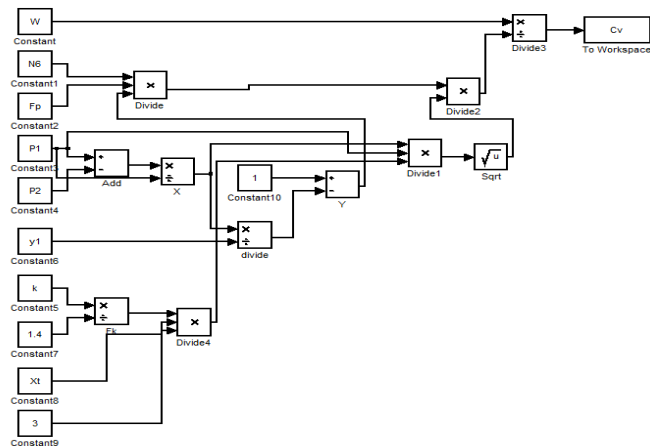 W
Constant
N6
Constant1
Fp
Constant2
P1
Constant3
P2
Constant4
y1
Constant6
k
Constant5
1.4
Constant7
Xt
Constant8
3
Constant9
×
Divide
+
−
Add
×
÷
X
1
Constant10
+
−
Y
×
÷
divide
×
÷
Fk
×
Divide4
×
Divide1
√u
Sqrt
×
Divide2
×
÷
Divide3
Cv
To Workspace